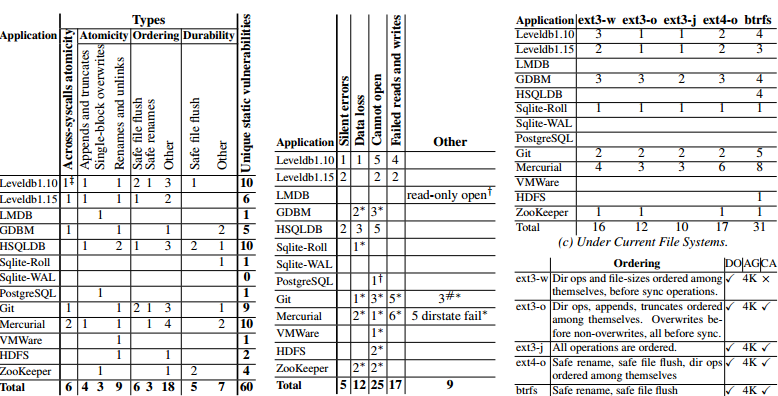 Types
Application
Atomicity
Ordering
Durability
Across-syscalls atomicity
Appends and truncates
Single-block overwrites
Renames and unlinks
Safe file flush
Safe renames
Other
Safe file flush
Other
Unique static vulnerabilities
Leveldb1.10 1‡ 1 1 2 1 3 1 10
Leveldb1.15 1 1 1 1 2 6
LMDB 1 1
GDBM 1 1 1 2 5
HSQLDB 1 2 1 3 2 1 10
Sqlite-Roll 1 1
Sqlite-WAL 0
PostgreSQL 1 1
Git 1 1 2 1 3 1 9
Mercurial 2 1 1 1 4 2 10
VMWare 1 1
HDFS 1 1 2
ZooKeeper 1 1 2 4
Total 6 4 3 9 6 3 18 5 7 60
Application
Silent errors
Data loss
Cannot open
Failed reads and writes
Other
Leveldb1.10 1 1 5 4
Leveldb1.15 2 2 2
LMDB read-only open†
GDBM 2* 3*
HSQLDB 2 3 5
Sqlite-Roll 1*
Sqlite-WAL
PostgreSQL 1†
Git 1* 3* 5* 3#*
Mercurial 2* 1* 6* 5 dirstate fail*
VMWare 1*
HDFS 2*
ZooKeeper 2* 2*
Total 5 12 25 17 9
Application ext3-w ext3-o ext3-j ext4-o btrfs
Leveldb1.10 3 1 1 2 4
Leveldb1.15 2 1 1 2 3
LMDB
GDBM 3 3 2 3 4
HSQLDB 4
Sqlite-Roll 1 1 1 1 1
Sqlite-WAL
PostgreSQL
Git 2 2 2 2 5
Mercurial 4 3 3 6 8
VMWare
HDFS 1
ZooKeeper 1 1 1 1
Total 16 12 10 17 31
(c) Under Current File Systems.
Ordering DO AG CA
ext3-w Dir ops and file-sizes ordered among ✓ 4K ×
themselves, before sync operations.
ext3-o Dir ops, appends, truncates ordered ✓ 4K ✓
among themselves. Overwrites be-
fore non-overwrites, all before sync.
ext3-j All operations are ordered. ✓ 4K ✓
ext4-o Safe rename, safe file flush, dir ops ✓ 4K ✓
ordered among themselves
btrfs Safe rename, safe file flush ✓ 4K ✓